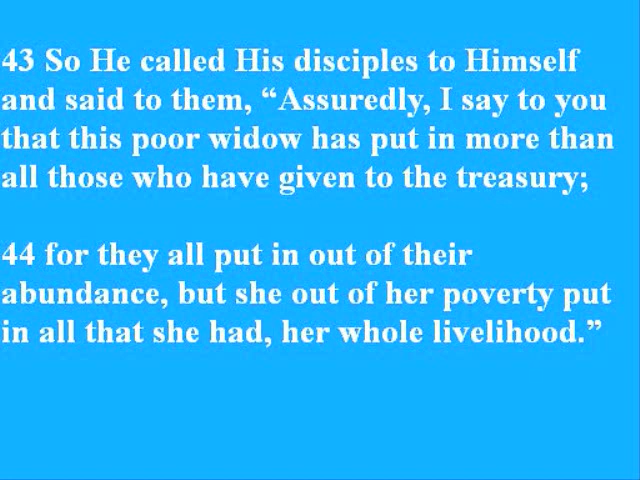 43 So He called His disciples to Himself
and said to them, “Assuredly, I say to you
that this poor widow has put in more than
all those who have given to the treasury;
44 for they all put in out of their
abundance, but she out of her poverty put
in all that she had, her whole livelihood.”